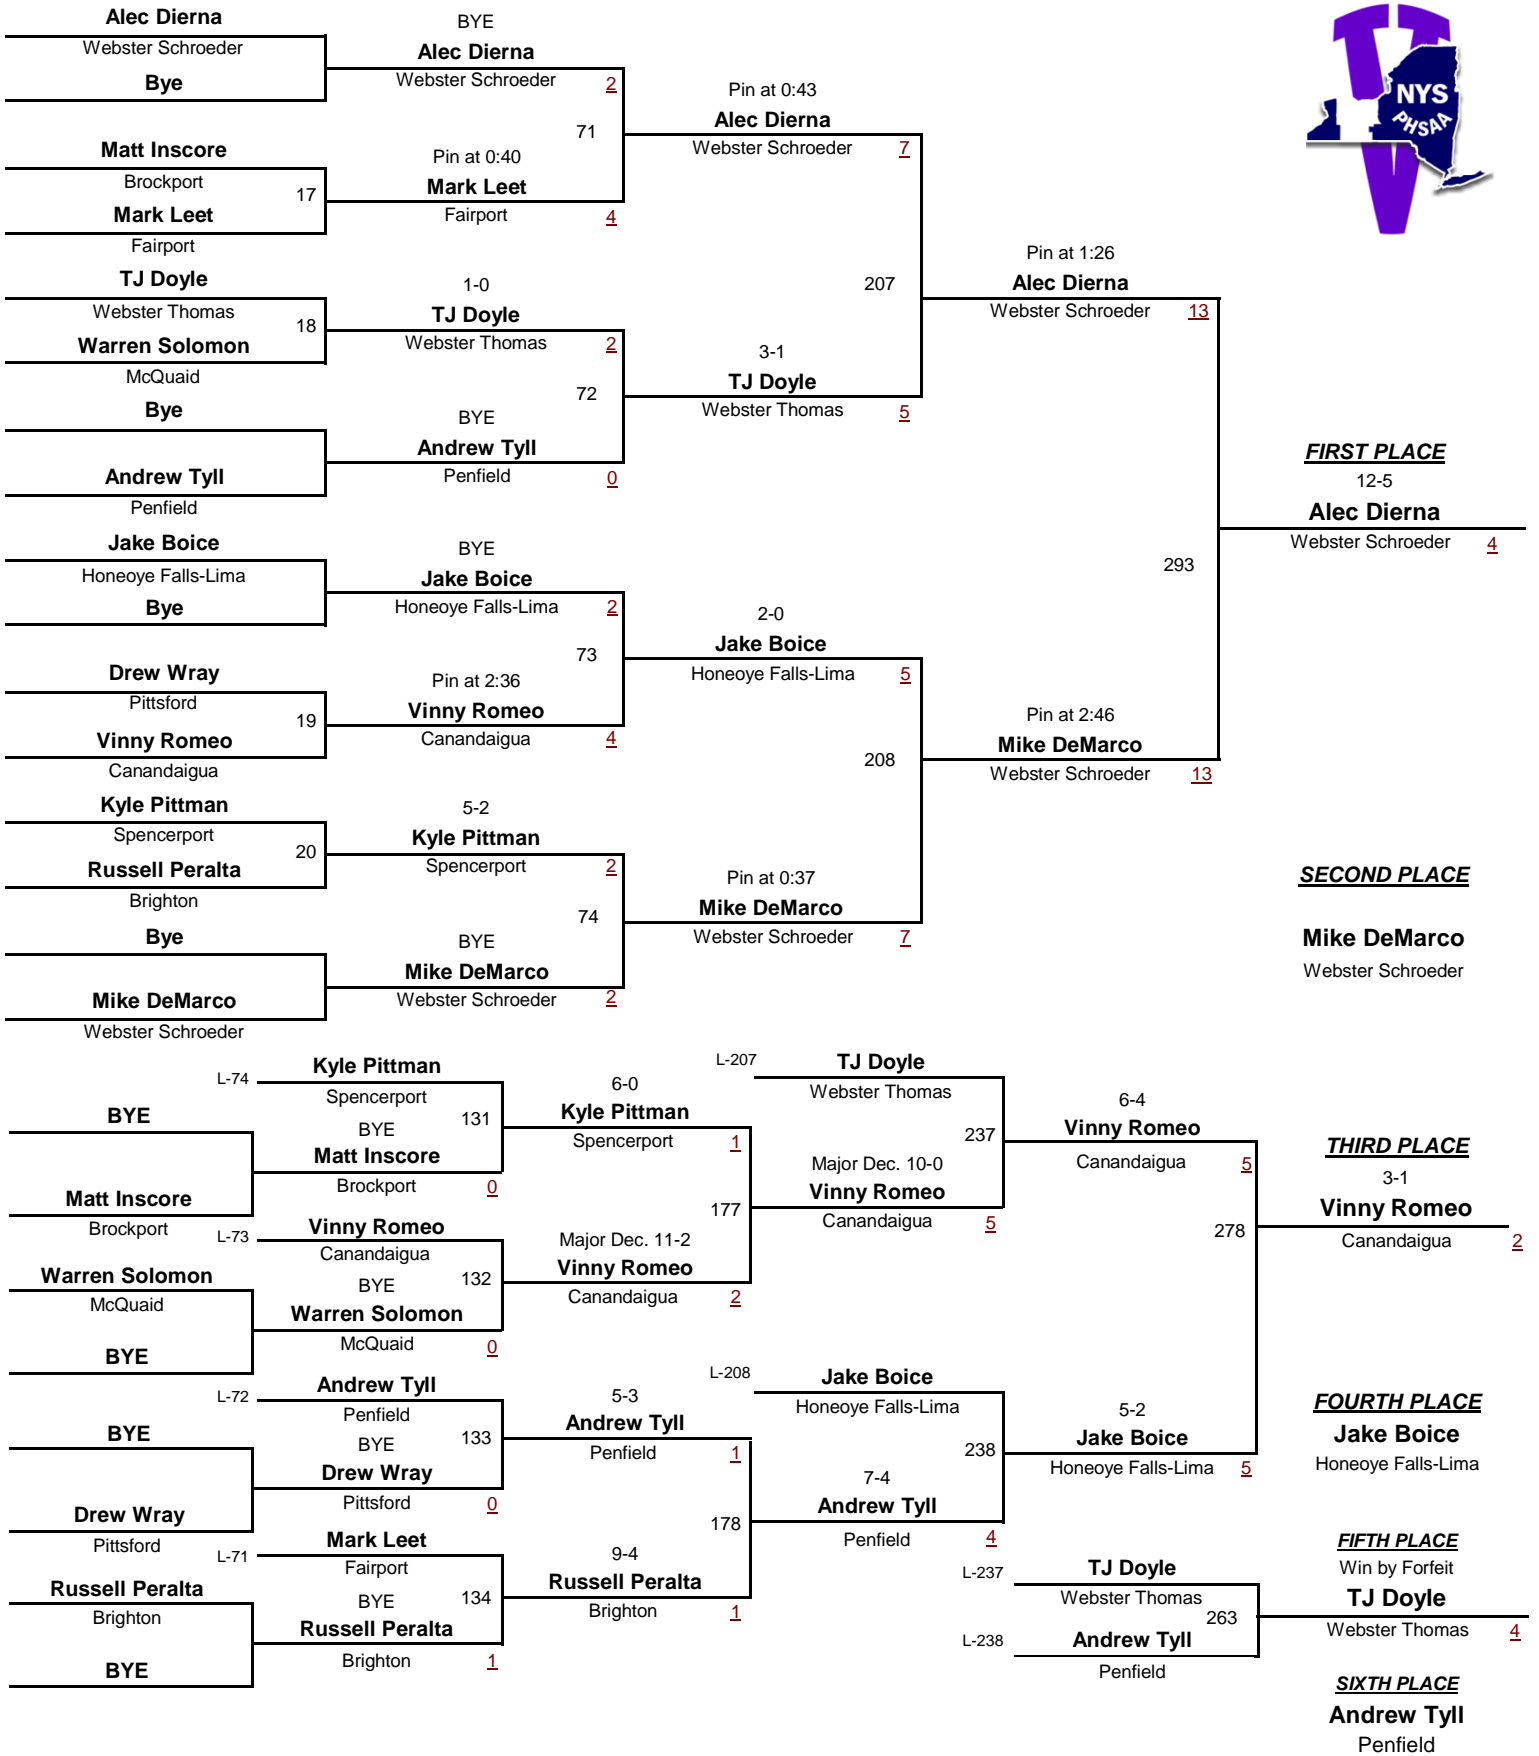 Alec Dierna
Webster Schroeder
Bye
Matt Inscore
Brockport
17
Mark Leet
Fairport
TJ Doyle
Webster Thomas
18
Warren Solomon
McQuaid
Bye
Andrew Tyll
Penfield
Jake Boice
Honeoye Falls-Lima
Bye
Drew Wray
Pittsford
19
Vinny Romeo
Canandaigua
Kyle Pittman
Spencerport
20
Russell Peralta
Brighton
Bye
Mike DeMarco
Webster Schroeder
BYE
Alec Dierna
Webster Schroeder 2
71
Pin at 0:40
Mark Leet
Fairport 4
1-0
TJ Doyle
Webster Thomas 2
72
BYE
Andrew Tyll
Penfield 0
BYE
Jake Boice
Honeoye Falls-Lima 2
73
Pin at 2:36
Vinny Romeo
Canandaigua 4
5-2
Kyle Pittman
Spencerport 2
74
BYE
Mike DeMarco
Webster Schroeder 2
Pin at 0:43
Alec Dierna
Webster Schroeder 7
207
3-1
TJ Doyle
Webster Thomas 5
2-0
Jake Boice
Honeoye Falls-Lima 5
208
Pin at 0:37
Mike DeMarco
Webster Schroeder 7
Pin at 1:26
Alec Dierna
Webster Schroeder 13
293
Pin at 2:46
Mike DeMarco
Webster Schroeder 13
NYS
PHSAA
FIRST PLACE
12-5
Alec Dierna
Webster Schroeder 4
SECOND PLACE
Mike DeMarco
Webster Schroeder
BYE
Matt Inscore
Brockport
Warren Solomon
McQuaid
BYE
BYE
Drew Wray
Pittsford
Russell Peralta
Brighton
BYE
L-74 Kyle Pittman
Spencerport
BYE 131
Matt Inscore
Brockport 0
L-73 Vinny Romeo
Canandaigua
BYE 132
Warren Solomon
McQuaid 0
L-72 Andrew Tyll
Penfield
BYE 133
Drew Wray
Pittsford 0
L-71 Mark Leet
Fairport
BYE 134
Russell Peralta
Brighton 1
6-0
Kyle Pittman
Spencerport 1
177
Major Dec. 11-2
Vinny Romeo
Canandaigua 2
5-3
Andrew Tyll
Penfield 1
178
9-4
Russell Peralta
Brighton 1
L-207 TJ Doyle
Webster Thomas
237
Major Dec. 10-0
Vinny Romeo
Canandaigua 5
L-208 Jake Boice
Honeoye Falls-Lima
238
7-4
Andrew Tyll
Penfield 4
6-4
Vinny Romeo
Canandaigua 5
278
5-2
Jake Boice
Honeoye Falls-Lima 5
L-237 TJ Doyle
Webster Thomas
263
L-238 Andrew Tyll
Penfield
THIRD PLACE
3-1
Vinny Romeo
Canandaigua 2
FOURTH PLACE
Jake Boice
Honeoye Falls-Lima
FIFTH PLACE
Win by Forfeit
TJ Doyle
Webster Thomas 4
SIXTH PLACE
Andrew Tyll
Penfield